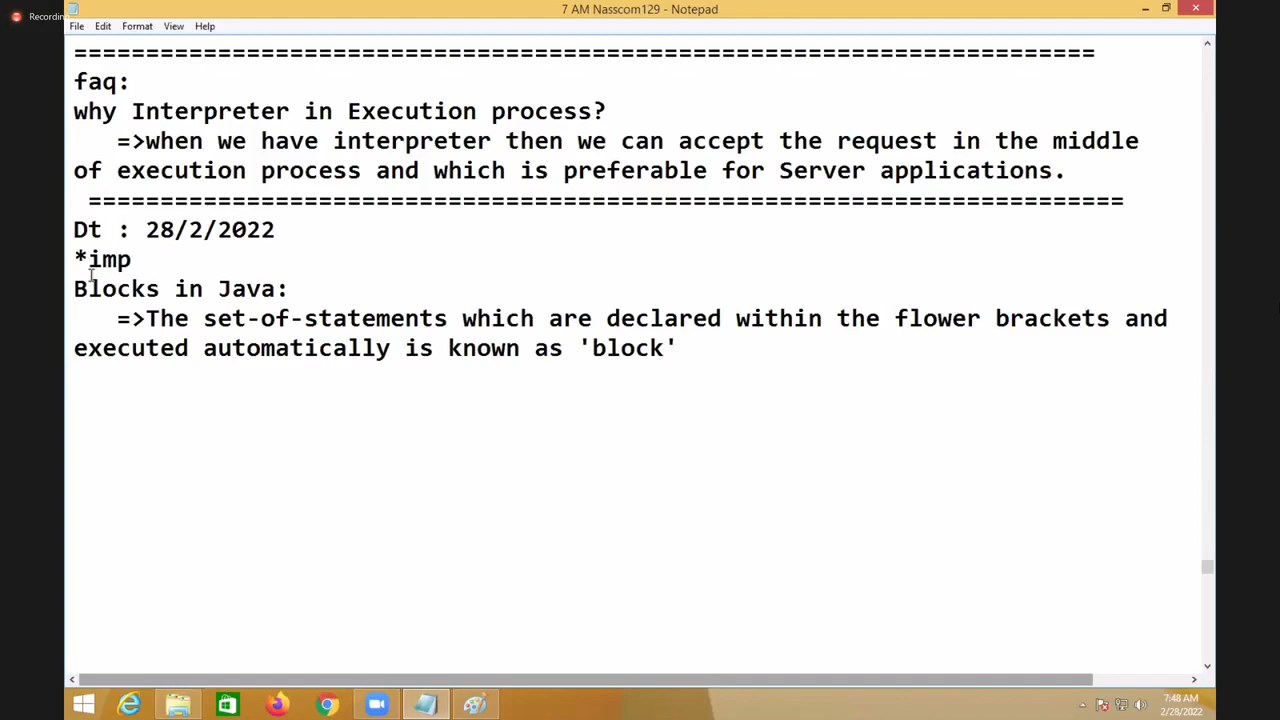 Recording
7 AM Nasscom129 - Notepad
File Edit Format View Help
=======================================================================
faq:
why Interpreter in Execution process?
=>when we have interpreter then we can accept the request in the middle
of execution process and which is preferable for Server applications.
========================================================================
Dt : 28/2/2022
*imp
Blocks in Java:
=>The set-of-statements which are declared within the flower brackets and
executed automatically is known as 'block'
7:48 AM
2/28/2022